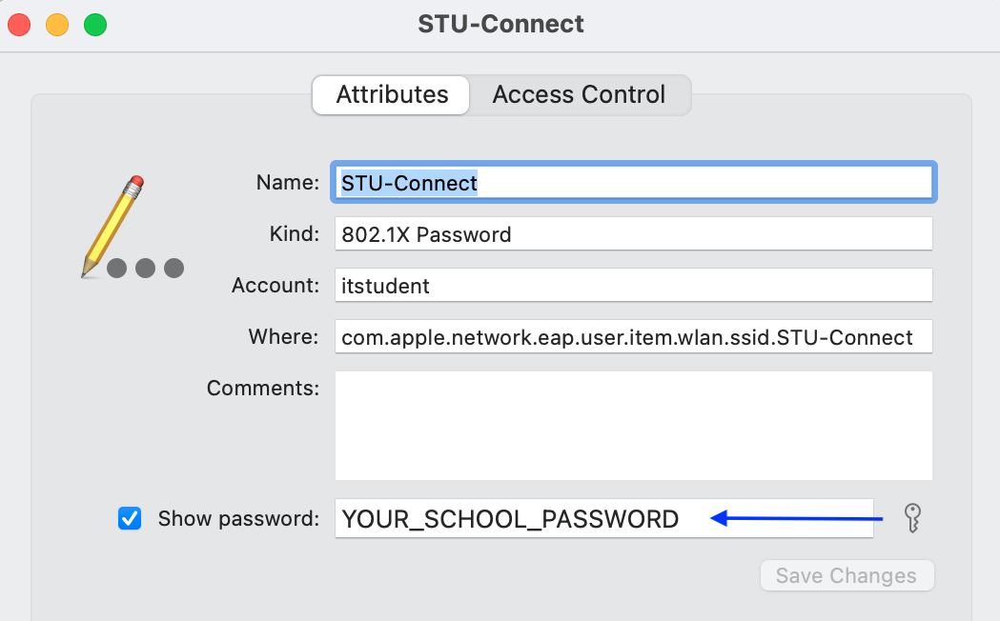 STU-Connect
Attributes Access Control
Name: STU-Connect
Kind: 802.1X Password
Account: itstudent
Where: com.apple.network.eap.user.item.wlan.ssid.STU-Connect
Comments:
Show password: YOUR_SCHOOL_PASSWORD
Save Changes